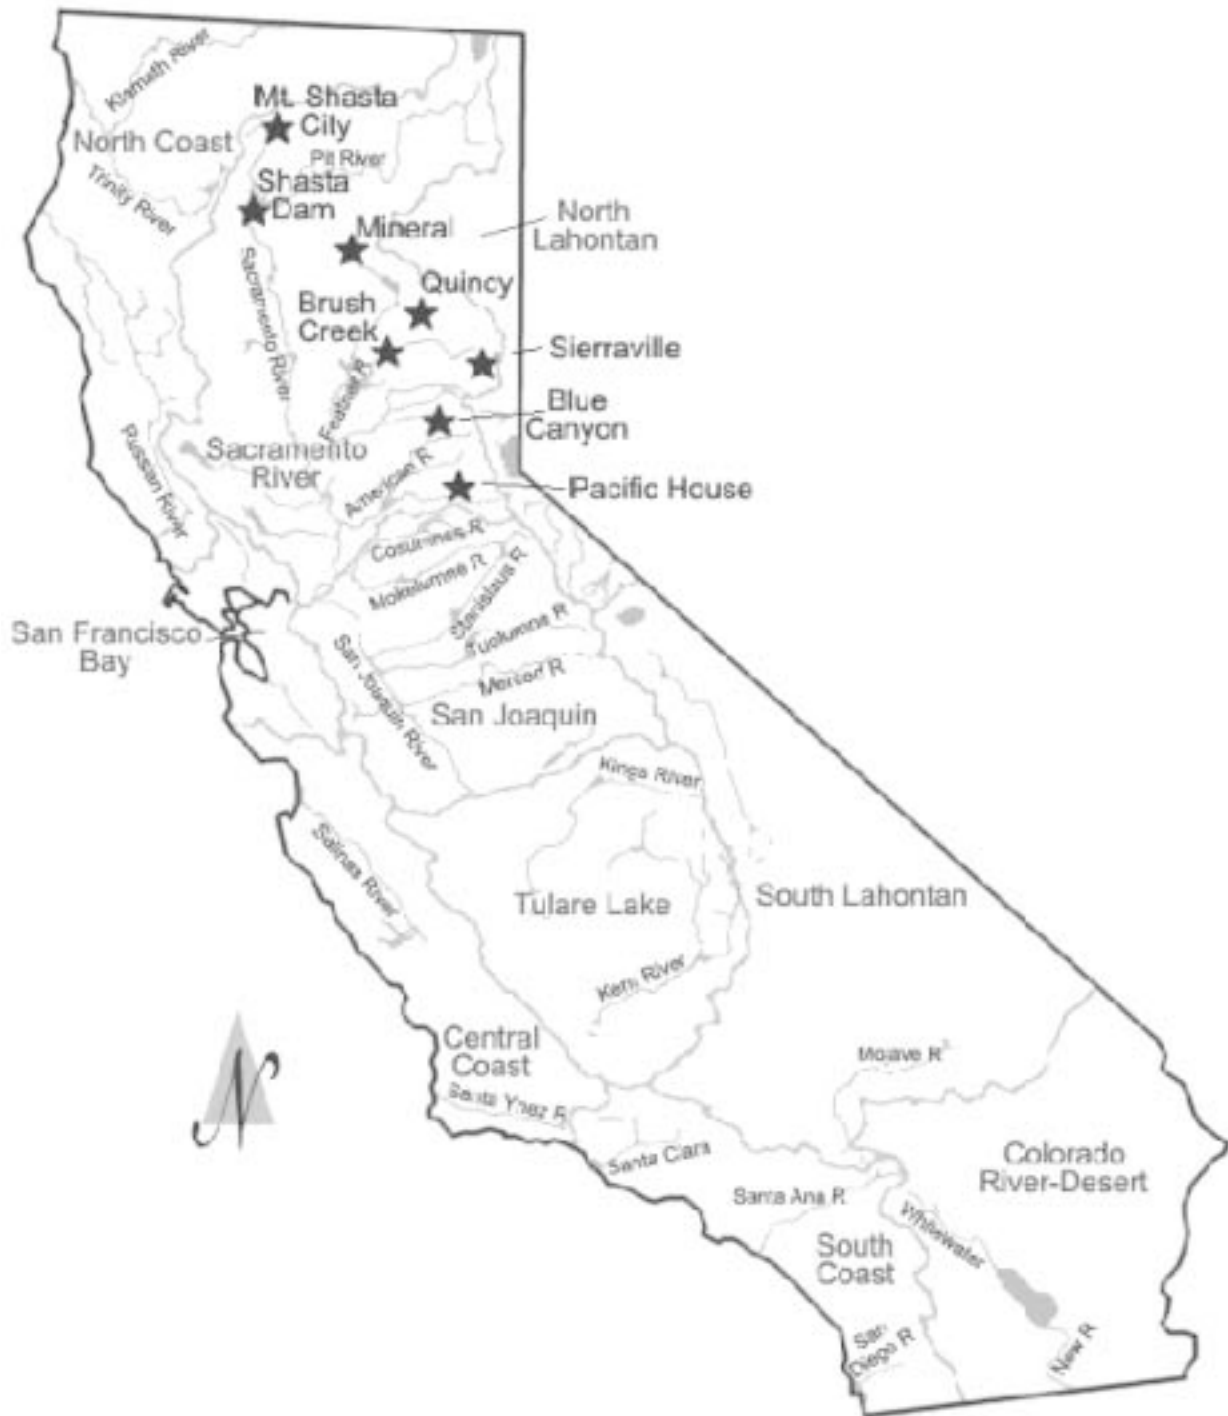 Klamath River
Mt. Shasta
City
North Coast
Pit River
Trinity River
Shasta
Dam
North
Lahontan
Mineral
Sacramento River
Quincy
Brush
Creek
Sierraville
Feather R
Blue
Canyon
Russian River
Sacramento
River
American R
Pacific House
Cosumnes R
Mokelumne R
Stanislaus R
San Francisco
Bay
Tuolumne R
San Joaquin River
Merced R
San Joaquin
Kings River
Salinas River
Tulare Lake
South Lahontan
Kern River
N
Central
Coast
Mojave R
Santa Ynez R
Santa Clara
Colorado
River-Desert
Santa Ana R
Whitewater
South
Coast
San
Diego R
New R